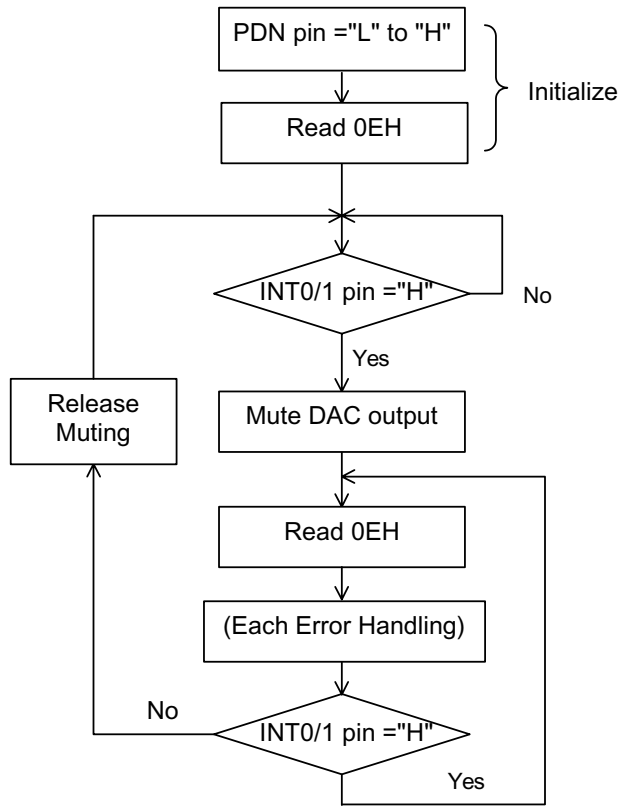 PDN pin ="L" to "H"
Initialize
Read 0EH
INT0/1 pin ="H"
No
Yes
Release
Muting
Mute DAC output
Read 0EH
(Each Error Handling)
No
INT0/1 pin ="H"
Yes